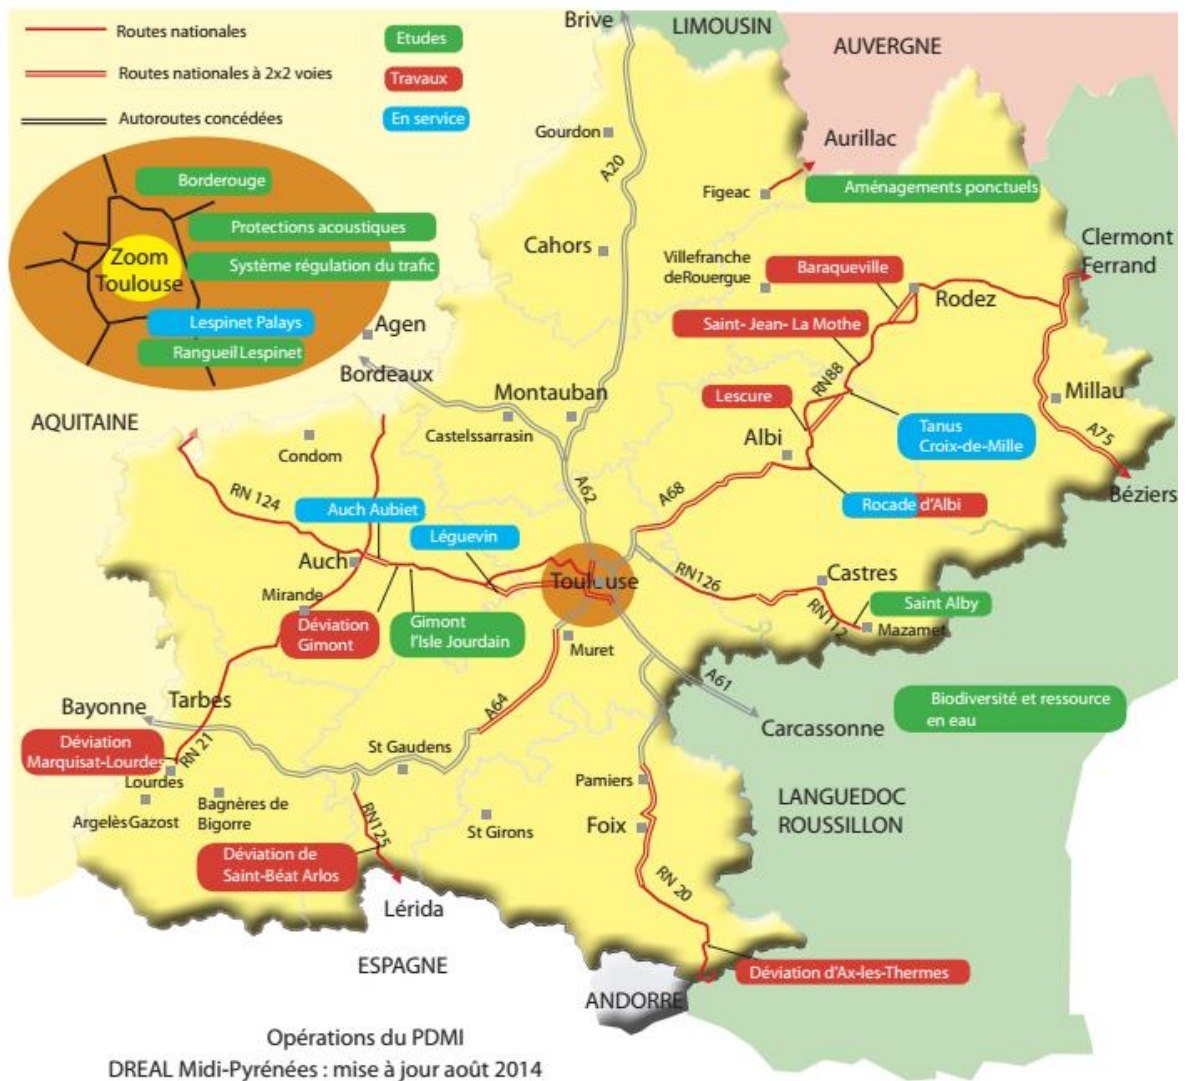 Routes nationales
Routes nationales à 2x2 voies
Autoroutes concédées
Etudes
Travaux
En service
Borderouge
Protections acoustiques
Système régulation du trafic
Zoom
Toulouse
Lespinet Palays
Rangueil Lespinet
Brive
LIMOUSIN
AUVERGNE
Gourdon
A20
Aurillac
Figeac
Aménagements ponctuels
Cahors
Villefranche
deRouergue
Baraqueville
Rodez
Clermont
Ferrand
Saint- Jean- La Mothe
RN88
Agen
Bordeaux
Montauban
Castelssarrasin
Lescure
Albi
Tanus
Croix-de-Mille
Millau
A75
Béziers
AQUITAINE
Condom
RN 124
Auch Aubiet
Léguevin
A62
A68
Rocade d'Albi
Auch
Toulouse
RN126
Castres
Saint Alby
RN112
Mazamet
Mirande
Déviation
Gimont
Gimont
l'Isle Jourdain
Muret
A61
Biodiversité et ressource
en eau
Carcassonne
Tarbes
Bayonne
A64
Déviation
Marquisat-Lourdes
RN 21
Lourdes
Argelès Gazost
Bagnères de
Bigorre
St Gaudens
RN125
St Girons
Pamiers
Foix
LANGUEDOC
ROUSSILLON
Déviation de
Saint-Béat Arlos
Lérida
RN 20
ESPAGNE
Déviation d'Ax-les-Thermes
ANDORRE
Opérations du PDMI
DREAL Midi-Pyrénées : mise à jour août 2014